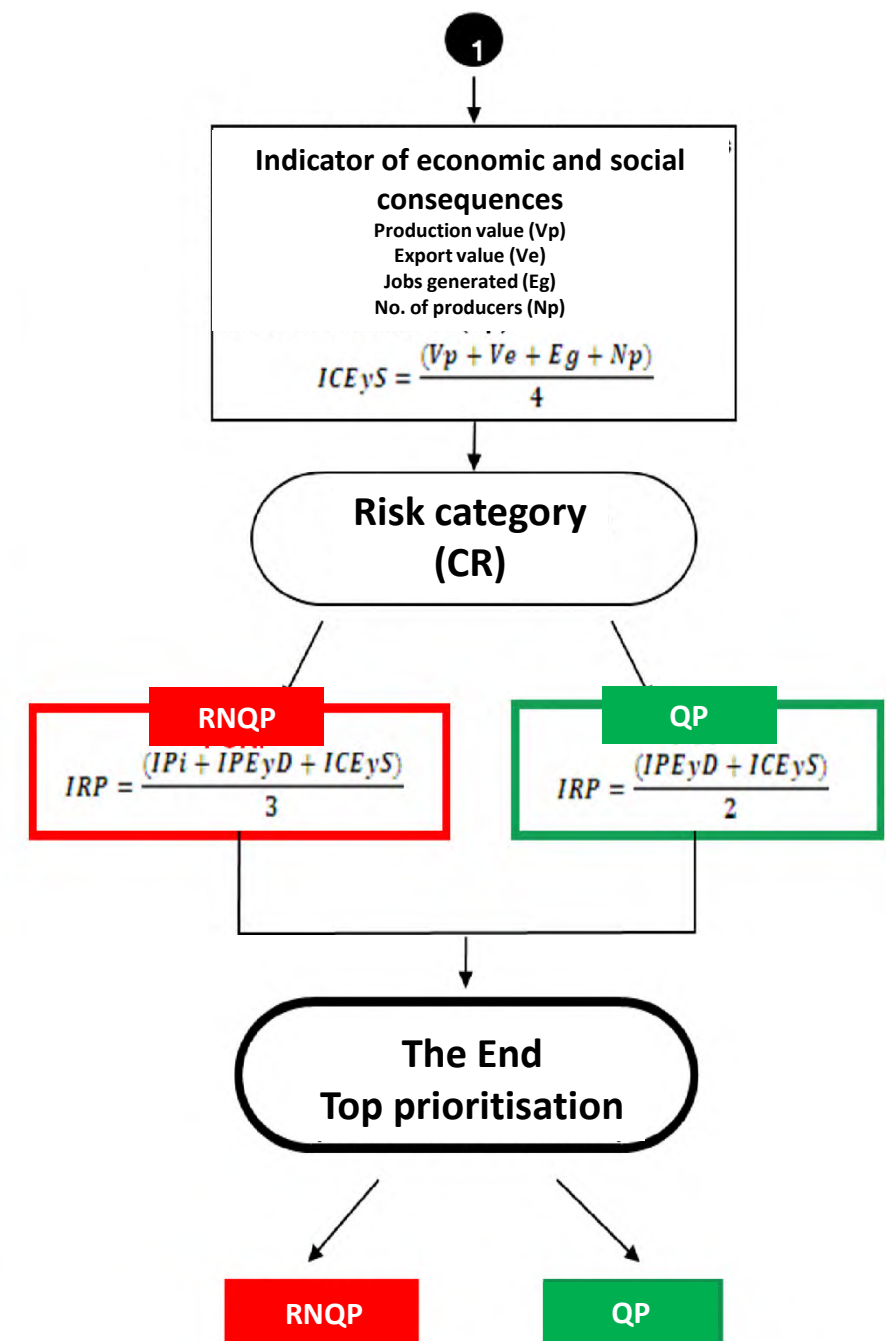 1
Indicator of economic and social
consequences
Production value (Vp)
Export value (Ve)
Jobs generated (Eg)
No. of producers (Np)
ICEyS = (Vp + Ve + Eg + Np) / 4
Risk category
(CR)
RNQP
IRP = (IPi + IPEyD + ICEyS) / 3
QP
IRP = (IPEyD + ICEyS) / 2
The End
Top prioritisation
RNQP
QP